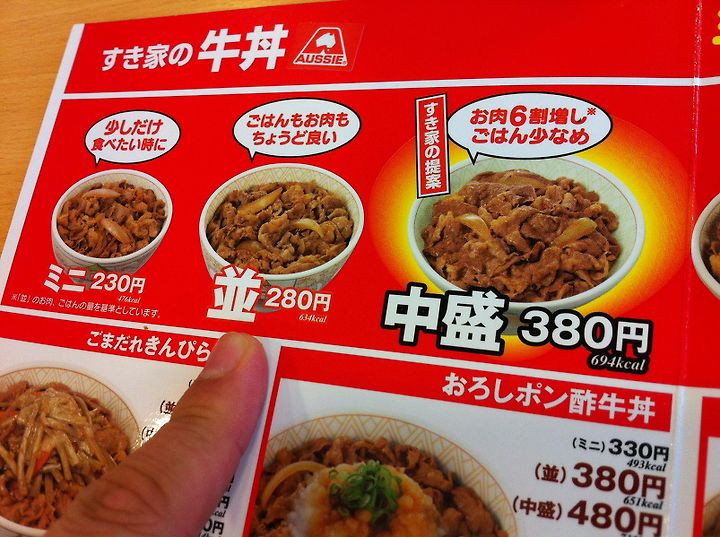 すき家の 牛丼
AUSSIE
少しだけ
食べたい時に
ごはんもお肉も
ちょうど良い
すき家の提案
お肉6割増し※
ごはん少なめ
ミニ 230円
476kcal
並 280円
634kcal
中盛 380円
694kcal
※「並」のお肉、ごはんの量を基準としています。
ごまだれきんぴら
(並)
おろしポン酢牛丼
(ミニ) 330円
493kcal
(並) 380円
651kcal
(中盛) 480円